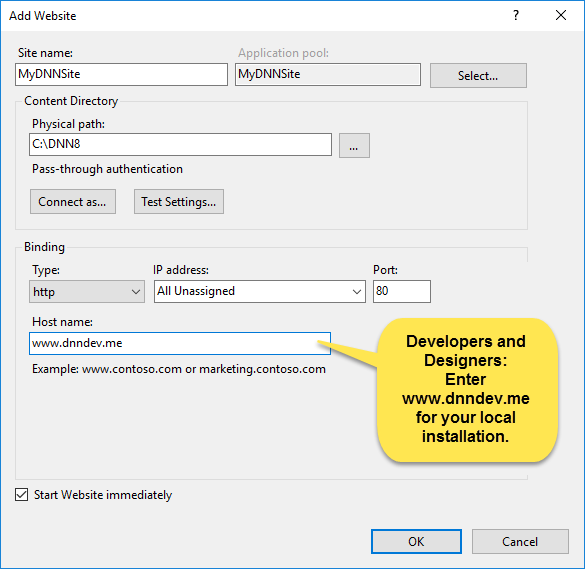 Add Website
Site name:
Application pool:
MyDNNSite
MyDNNSite
Select...
Content Directory
Physical path:
C:\DNN8
...
Pass-through authentication
Connect as...
Test Settings...
Binding
Type:
IP address:
Port:
http
All Unassigned
80
Host name:
www.dnndev.me
Example: www.contoso.com or marketing.contoso.com
Developers and
Designers:
Enter
www.dnndev.me
for your local
installation.
Start Website immediately
OK
Cancel